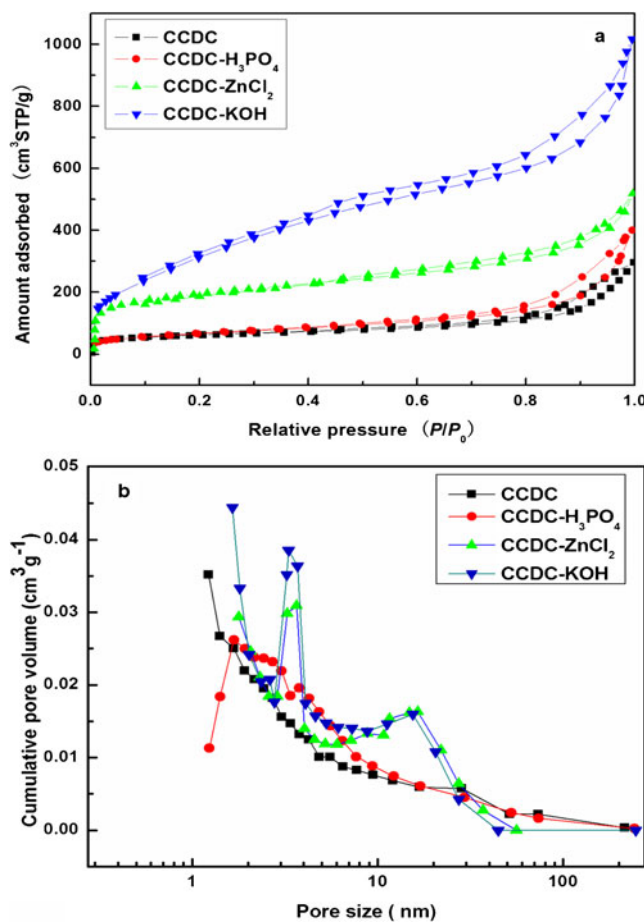 a
CCDC
CCDC-H₃PO₄
CCDC-ZnCl₂
CCDC-KOH
1000
800
600
400
200
0
Amount adsorbed (cm³STP/g)
0.0 0.2 0.4 0.6 0.8 1.0
Relative pressure (P/P₀)
b
CCDC
CCDC-H₃PO₄
CCDC-ZnCl₂
CCDC-KOH
0.05
0.04
0.03
0.02
0.01
0.00
Cumulative pore volume (cm³g-1)
1 10 100
Pore size ( nm)